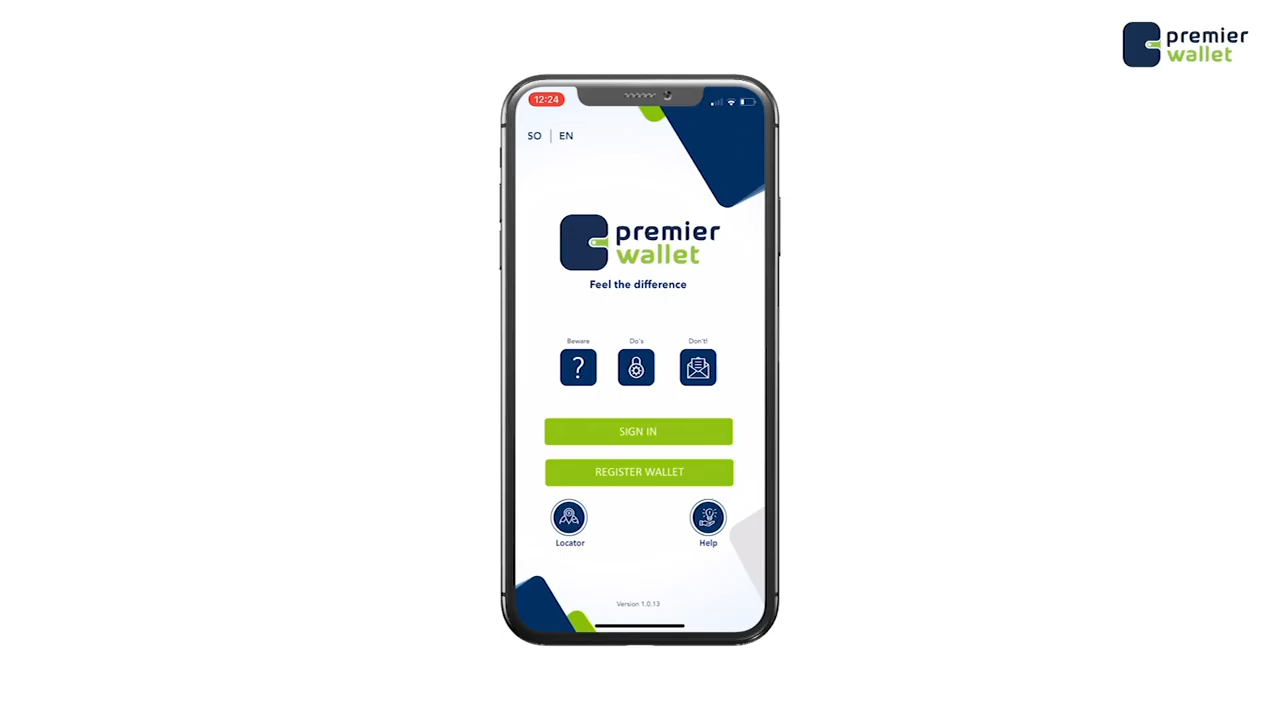 premier
wallet
12:24
SO | EN
premier
wallet
Feel the difference
Beware
Do's
Don't!
?
SIGN IN
REGISTER WALLET
Locator
Help
Version 1.0.13